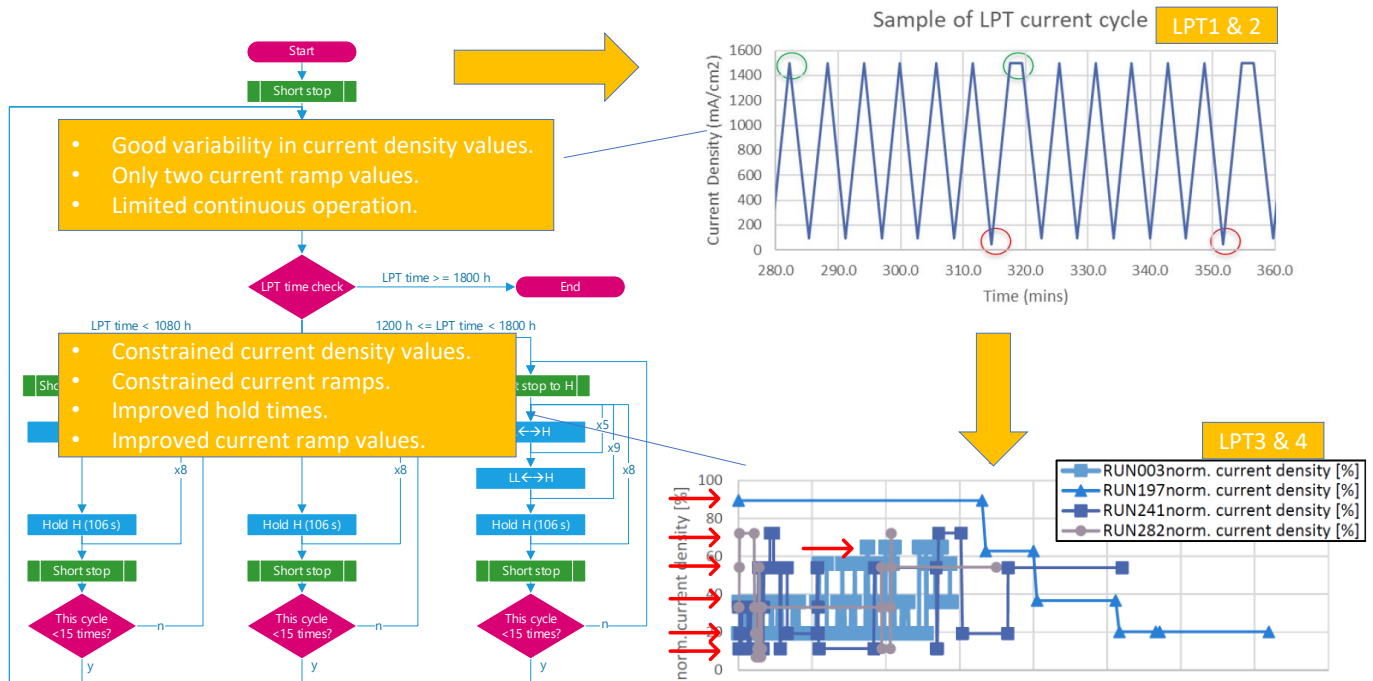 Start
Short stop
• Good variability in current density values.
• Only two current ramp values.
• Limited continuous operation.
LPT time check
LPT time >= 1800 h
End
LPT time < 1080 h
1200 h <= LPT time < 1800 h
• Constrained current density values.
• Constrained current ramps.
• Improved hold times.
• Improved current ramp values.
stop to H
←→H
x5
x9
LL←→H
x8
x8
x8
Hold H (106 s)
Hold H (106 s)
Hold H (106 s)
Short stop
Short stop
Short stop
This cycle
<15 times?
n
This cycle
<15 times?
n
This cycle
<15 times?
n
y
y
y
Sample of LPT current cycle
LPT1 & 2
Current Density (mA/cm2)
1600
1400
1200
1000
800
600
400
200
0
280.0 290.0 300.0 310.0 320.0 330.0 340.0 350.0 360.0
Time (mins)
LPT3 & 4
RUN003norm. current density [%]
RUN197norm. current density [%]
RUN241norm. current density [%]
RUN282norm. current density [%]
norm. current density [%]
100
80
60
40
20
0